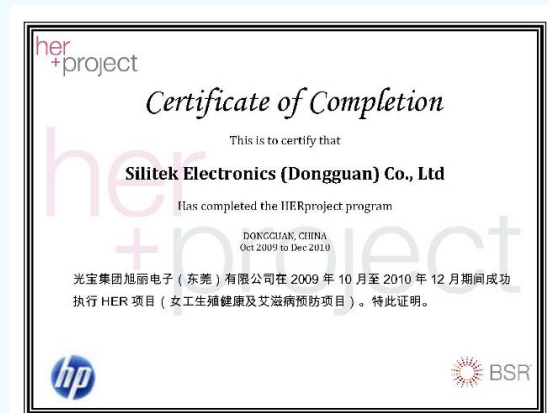 her
+project
Certificate of Completion
This is to certify that
Silitek Electronics (Dongguan) Co., Ltd
Has completed the HERproject program
DONGGUAN, CHINA
Oct 2009 to Dec 2010
光宝集团旭丽电子（东莞）有限公司在 2009 年 10 月至 2010 年 12 月期间成功
执行 HER 项目（女工生殖健康及艾滋病预防项目）。特此证明。
her
+project
hp
BSR